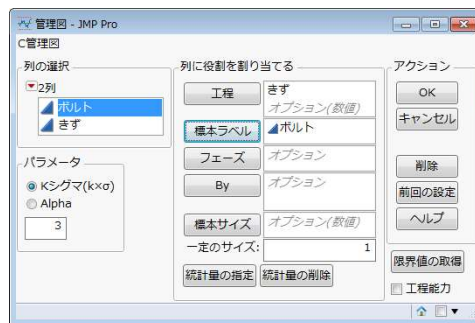 管理図 - JMP Pro
C管理図
列の選択
2列
ボルト
きず
パラメータ
Kシグマ(k×σ)
Alpha
3
列に役割を割り当てる
工程
きず
オプション(数値)
標本ラベル
ボルト
フェーズ
オプション
By
オプション
標本サイズ
オプション(数値)
一定のサイズ:
1
統計量の指定
統計量の削除
アクション
OK
キャンセル
削除
前回の設定
ヘルプ
限界値の取得
工程能力